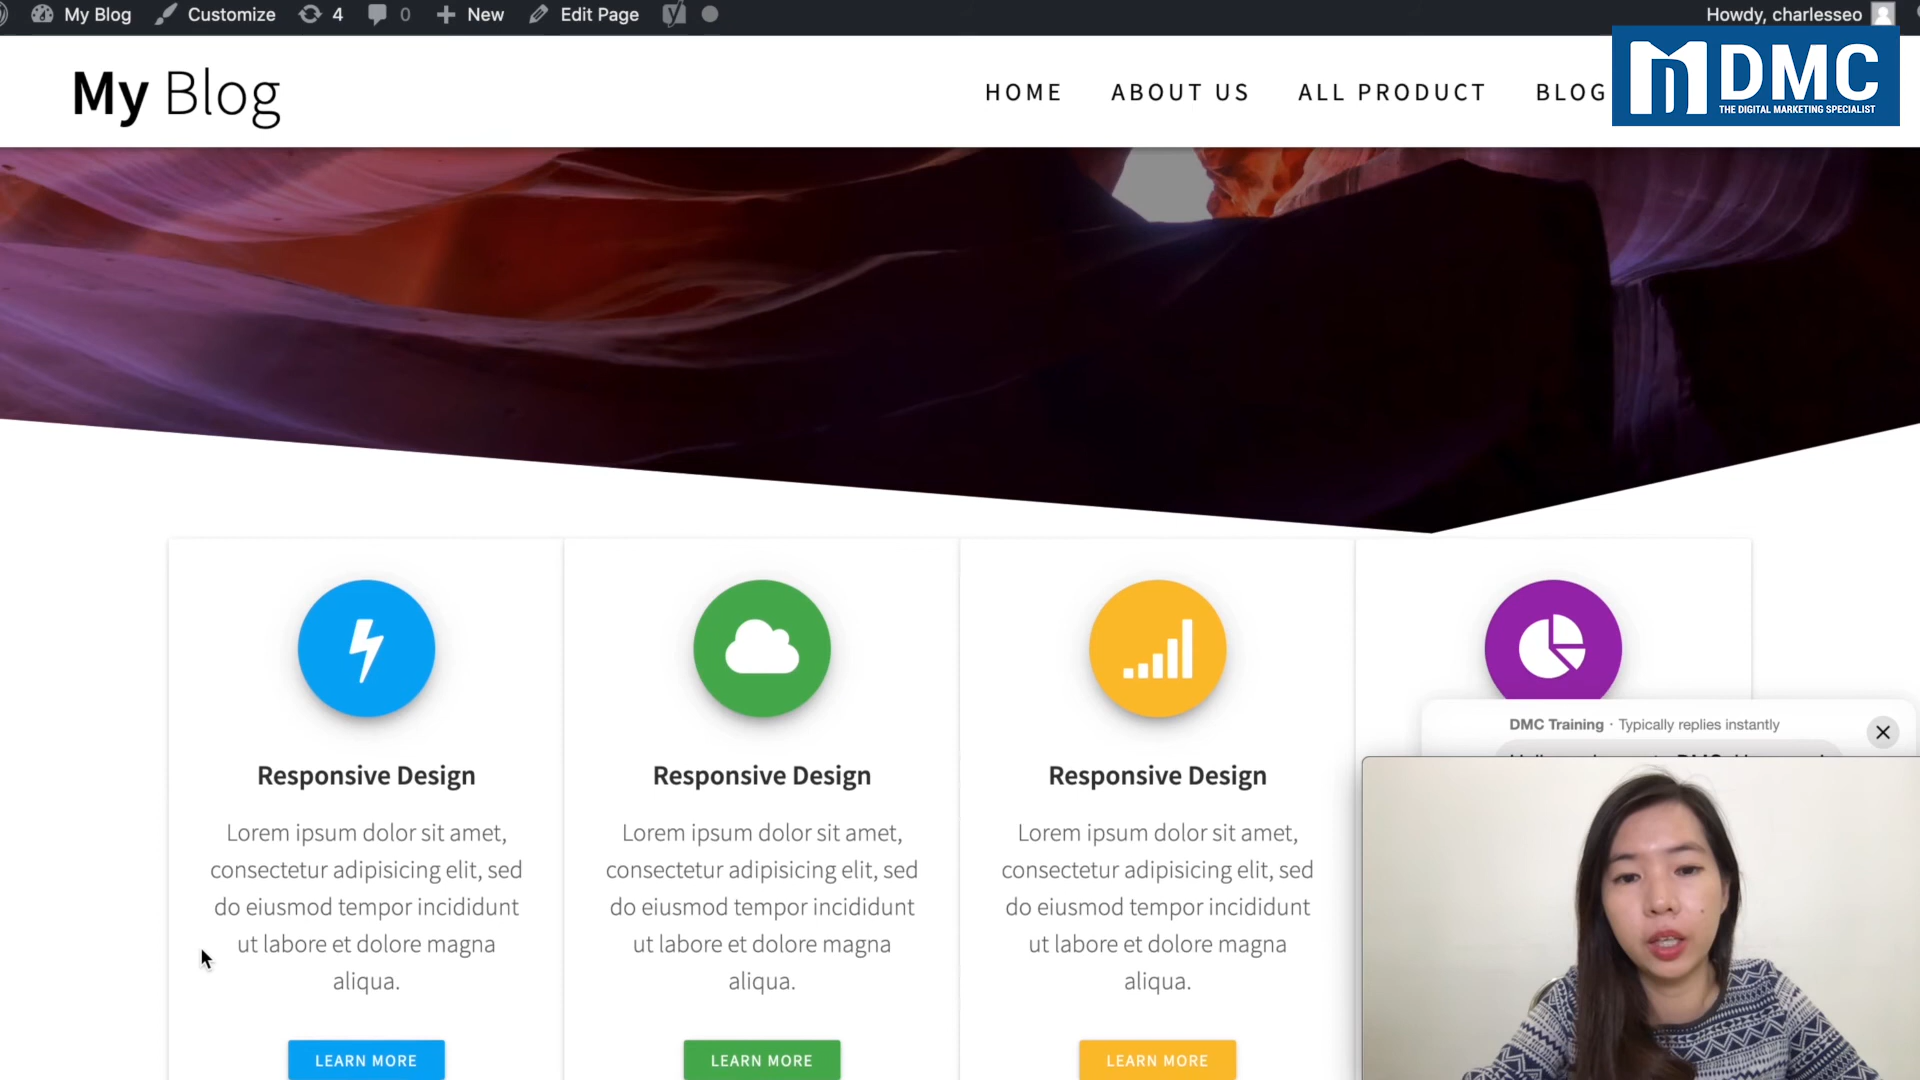 My Blog Customize 4 0 New Edit Page Howdy, charlesseo
My Blog
HOME ABOUT US ALL PRODUCT BLOG
DMC
THE DIGITAL MARKETING SPECIALIST
DMC Training · Typically replies instantly
Responsive Design
Lorem ipsum dolor sit amet,
consectetur adipisicing elit, sed
do eiusmod tempor incididunt
ut labore et dolore magna
aliqua.
LEARN MORE
Responsive Design
Lorem ipsum dolor sit amet,
consectetur adipisicing elit, sed
do eiusmod tempor incididunt
ut labore et dolore magna
aliqua.
LEARN MORE
Responsive Design
Lorem ipsum dolor sit amet,
consectetur adipisicing elit, sed
do eiusmod tempor incididunt
ut labore et dolore magna
aliqua.
LEARN MORE